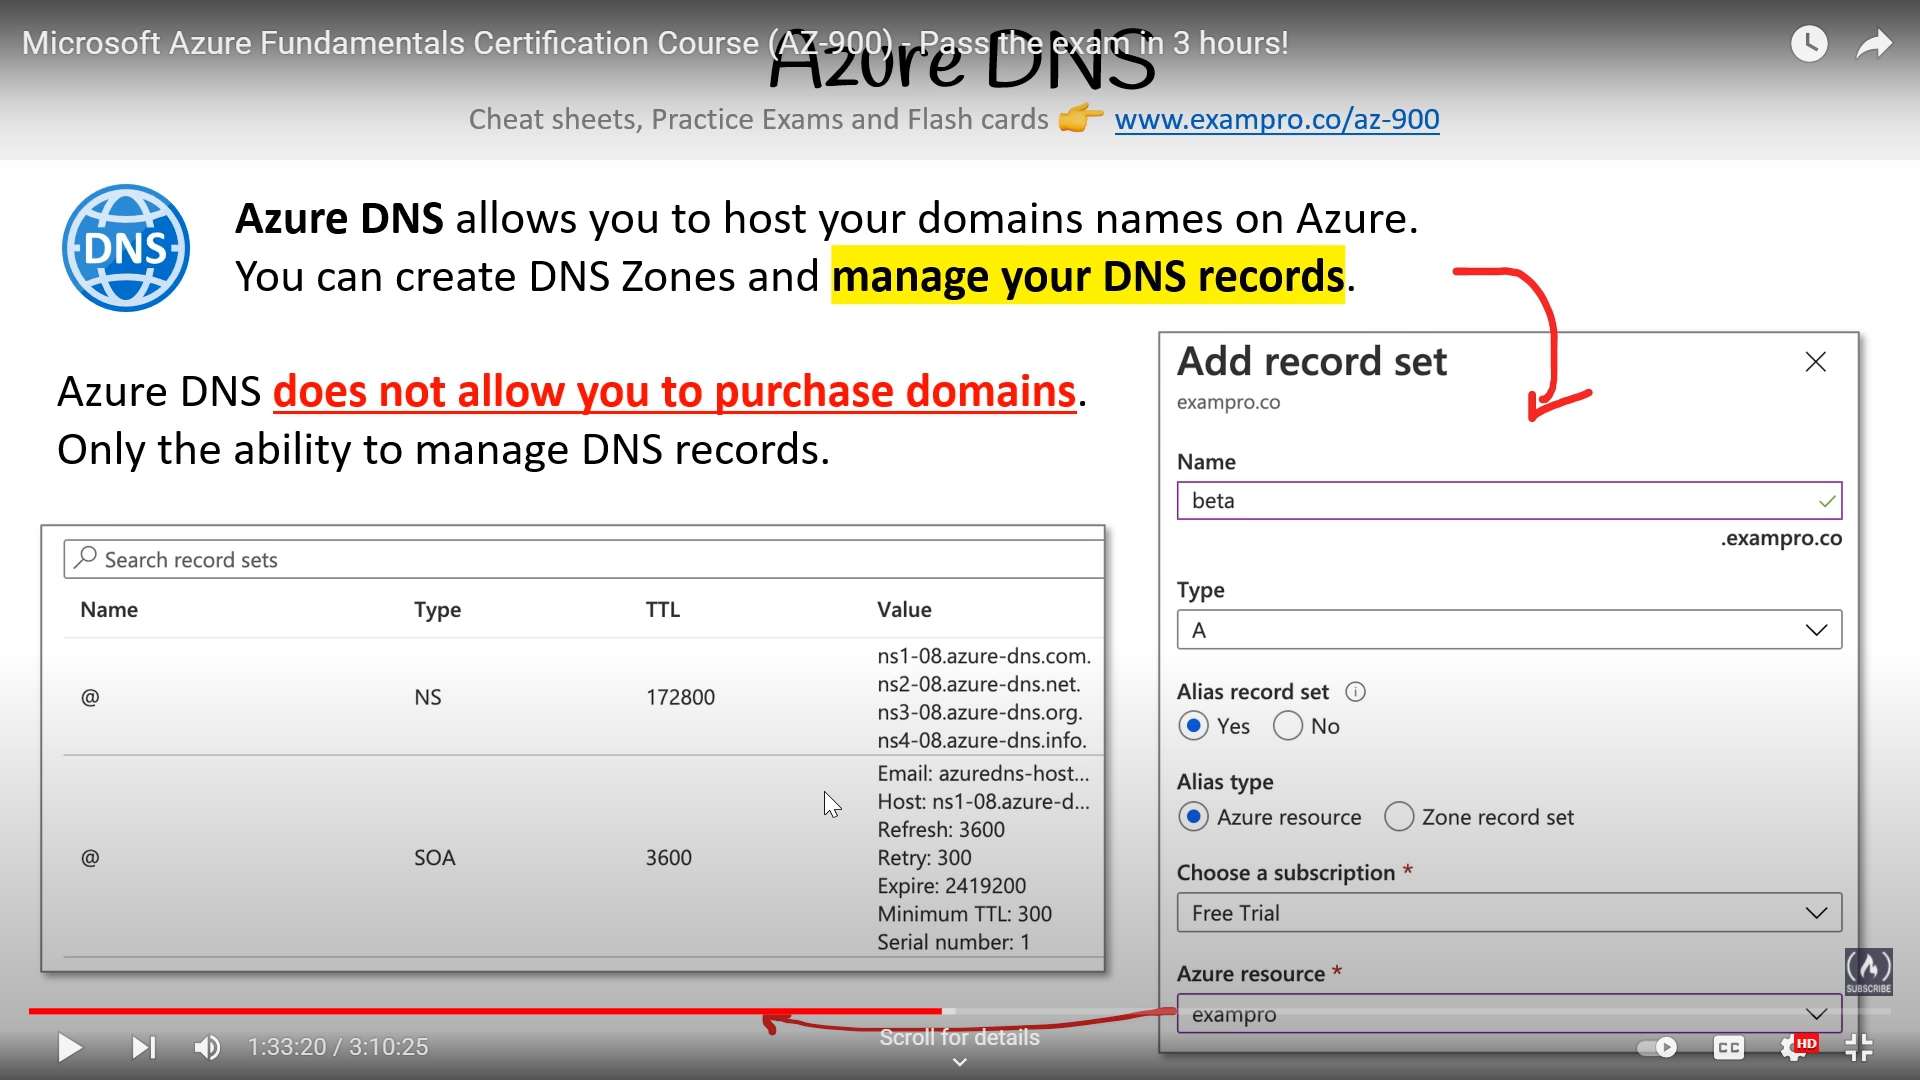 Microsoft Azure Fundamentals Certification Course (AZ-900) - Pass the exam in 3 hours!
Azure DNS
Cheat sheets, Practice Exams and Flash cards 👉 www.exampro.co/az-900
DNS
Azure DNS allows you to host your domains names on Azure.
You can create DNS Zones and manage your DNS records.
Azure DNS does not allow you to purchase domains.
Only the ability to manage DNS records.
Search record sets
Name Type TTL Value
@ NS 172800
ns1-08.azure-dns.com.
ns2-08.azure-dns.net.
ns3-08.azure-dns.org.
ns4-08.azure-dns.info.
@ SOA 3600
Email: azuredns-host...
Host: ns1-08.azure-d...
Refresh: 3600
Retry: 300
Expire: 2419200
Minimum TTL: 300
Serial number: 1
Add record set
exampro.co
Name
beta
.exampro.co
Type
A
Alias record set
Yes No
Alias type
Azure resource Zone record set
Choose a subscription *
Free Trial
Azure resource *
exampro
SUBSCRIBE
1:33:20 / 3:10:25
Scroll for details
CC
HD